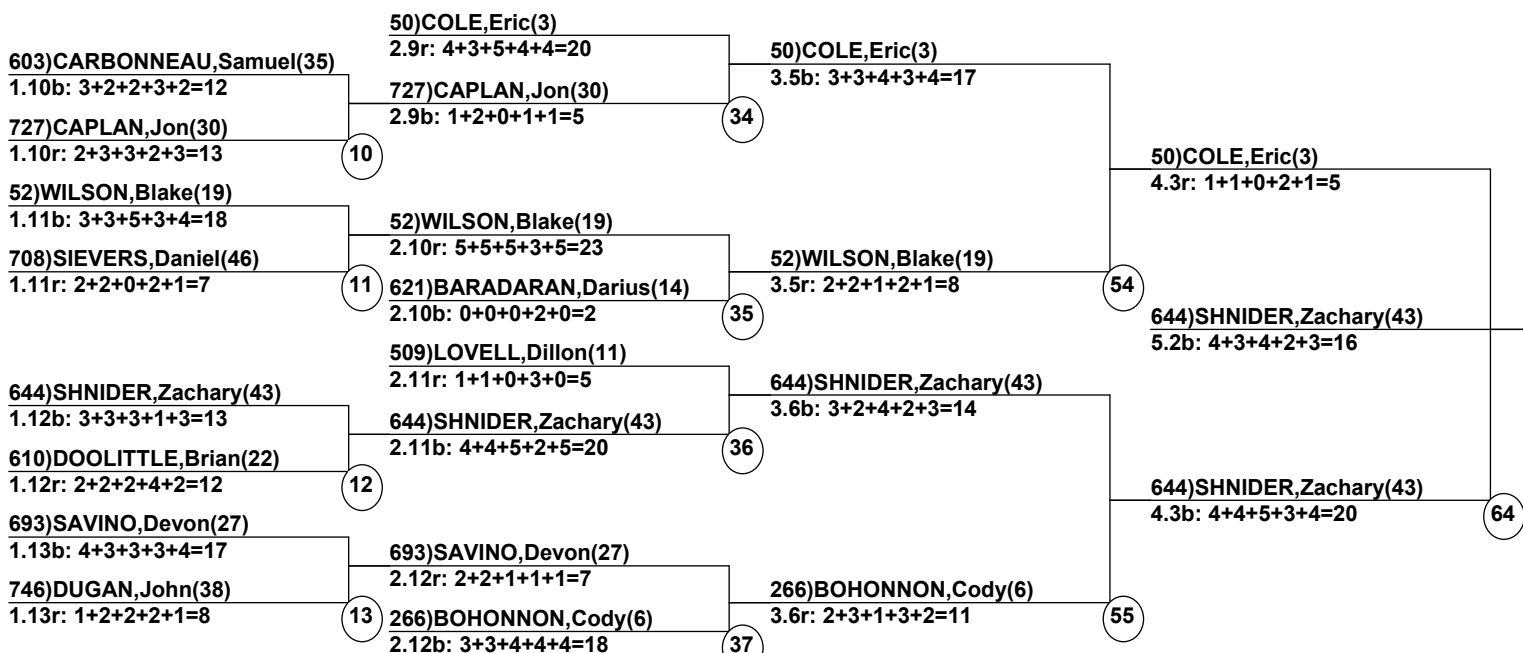 603)CARBONNEAU,Samuel(35)
1.10b: 3+2+2+3+2=12
727)CAPLAN,Jon(30)
1.10r: 2+3+3+2+3=13
10
52)WILSON,Blake(19)
1.11b: 3+3+5+3+4=18
708)SIEVERS,Daniel(46)
1.11r: 2+2+0+2+1=7
11
644)SHNIDER,Zachary(43)
1.12b: 3+3+3+1+3=13
610)DOOLITTLE,Brian(22)
1.12r: 2+2+2+4+2=12
12
693)SAVINO,Devon(27)
1.13b: 4+3+3+3+4=17
746)DUGAN,John(38)
1.13r: 1+2+2+2+1=8
13
50)COLE,Eric(3)
2.9r: 4+3+5+4+4=20
727)CAPLAN,Jon(30)
2.9b: 1+2+0+1+1=5
34
52)WILSON,Blake(19)
2.10r: 5+5+5+3+5=23
621)BARADARAN,Darius(14)
2.10b: 0+0+0+2+0=2
35
509)LOVELL,Dillon(11)
2.11r: 1+1+0+3+0=5
644)SHNIDER,Zachary(43)
2.11b: 4+4+5+2+5=20
36
693)SAVINO,Devon(27)
2.12r: 2+2+1+1+1=7
266)BOHONNON,Cody(6)
2.12b: 3+3+4+4+4=18
37
50)COLE,Eric(3)
3.5b: 3+3+4+3+4=17
52)WILSON,Blake(19)
3.5r: 2+2+1+2+1=8
54
644)SHNIDER,Zachary(43)
3.6b: 3+2+4+2+3=14
266)BOHONNON,Cody(6)
3.6r: 2+3+1+3+2=11
55
50)COLE,Eric(3)
4.3r: 1+1+0+2+1=5
644)SHNIDER,Zachary(43)
4.3b: 4+4+5+3+4=20
64
644)SHNIDER,Zachary(43)
5.2b: 4+3+4+2+3=16